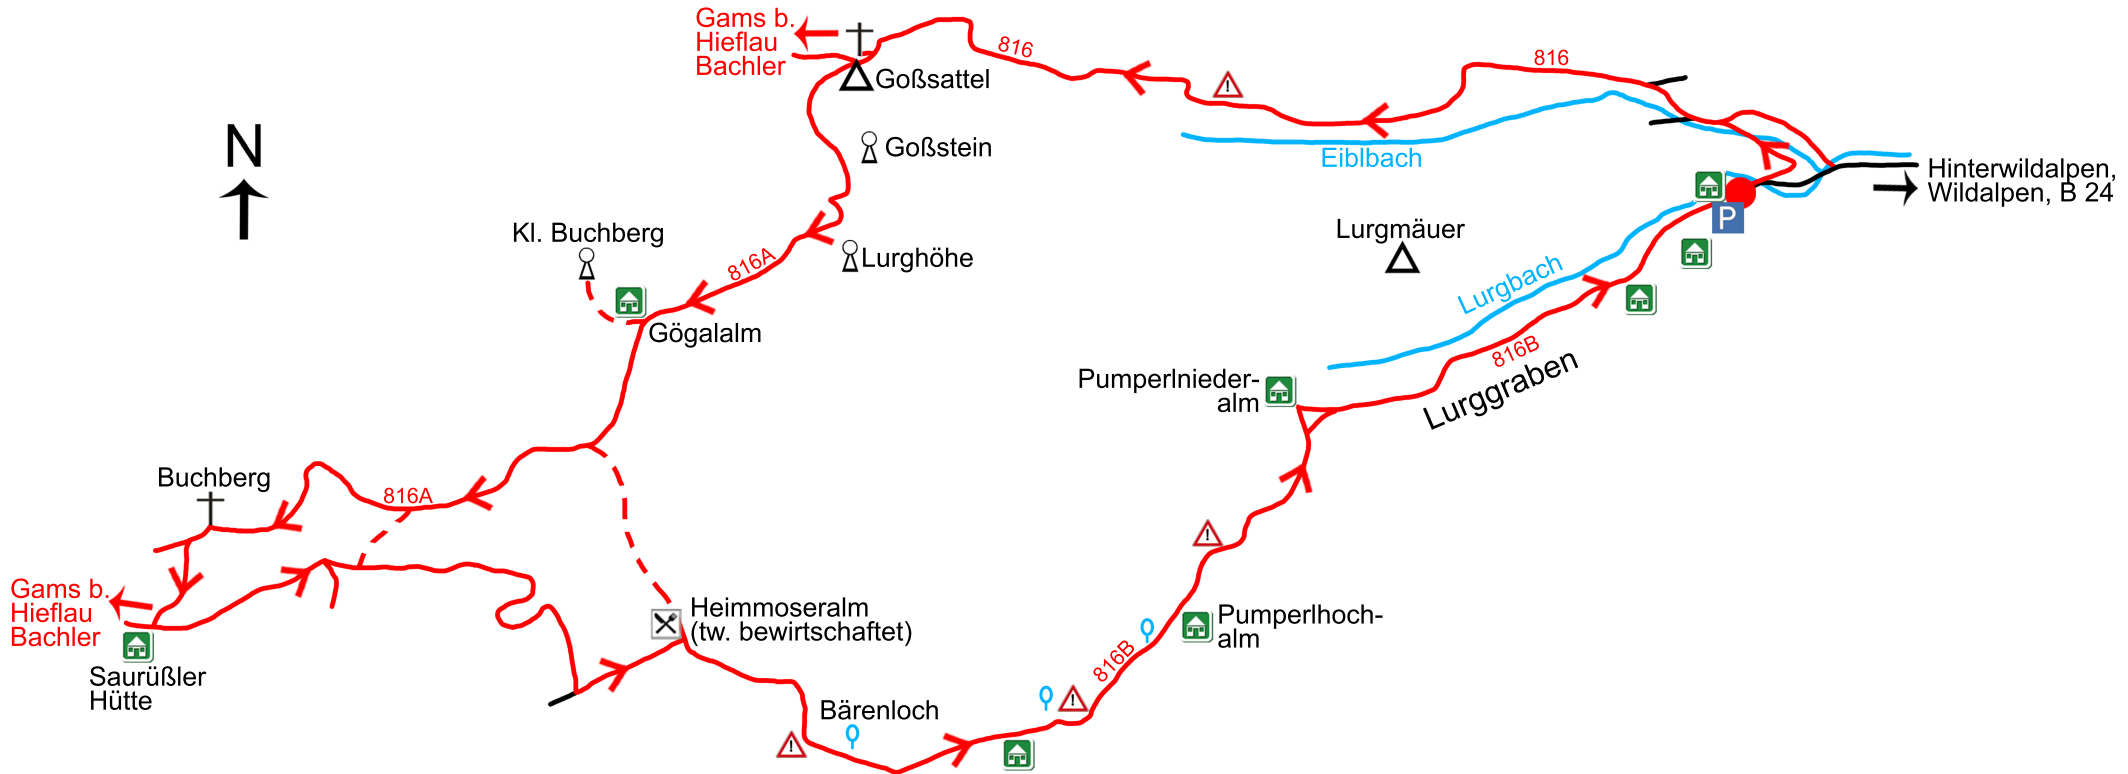 Gams b.
Hieflau
Bachler
Goßsattel
816
816
Goßstein
Eiblbach
Hinterwildalpen,
Wildalpen, B 24
P
N
Kl. Buchberg
Lurghöhe
816A
Gögalalm
Lurgmäuer
Lurgbach
816B
Lurggraben
Pumperlnieder-
alm
Buchberg
816A
Gams b.
Hieflau
Bachler
Saurüßler
Hütte
Heimmoseralm
(tw. bewirtschaftet)
Bärenloch
816B
Pumperlhoch-
alm
!
!
!
!